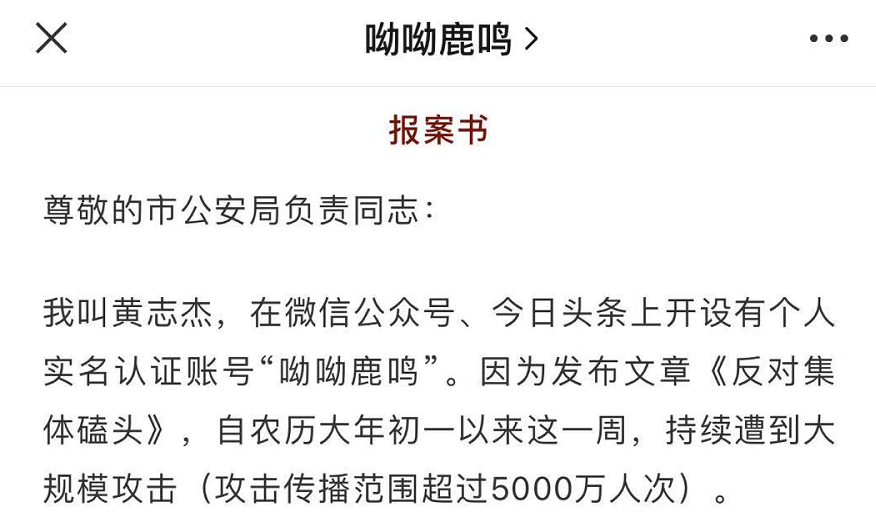 呦呦鹿鸣
报案书
尊敬的市公安局负责同志：
我叫黄志杰，在微信公众号、今日头条上开设有个人
实名认证账号“呦呦鹿鸣”。因为发布文章《反对集
体磕头》，自农历大年初一以来这一周，持续遭到大
规模攻击（攻击传播范围超过5000万人次）。